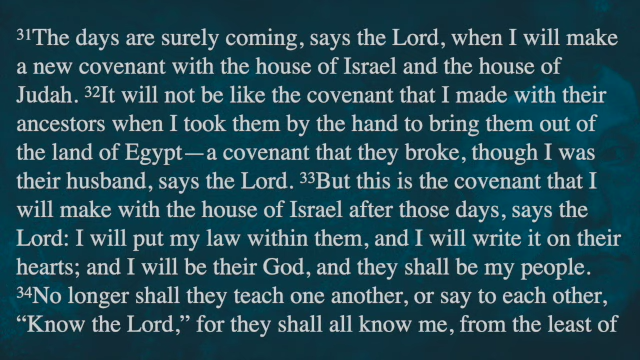 ³¹The days are surely coming, says the Lord, when I will make
a new covenant with the house of Israel and the house of
Judah. ³²It will not be like the covenant that I made with their
ancestors when I took them by the hand to bring them out of
the land of Egypt—a covenant that they broke, though I was
their husband, says the Lord. ³³But this is the covenant that I
will make with the house of Israel after those days, says the
Lord: I will put my law within them, and I will write it on their
hearts; and I will be their God, and they shall be my people.
³⁴No longer shall they teach one another, or say to each other,
“Know the Lord,” for they shall all know me, from the least of